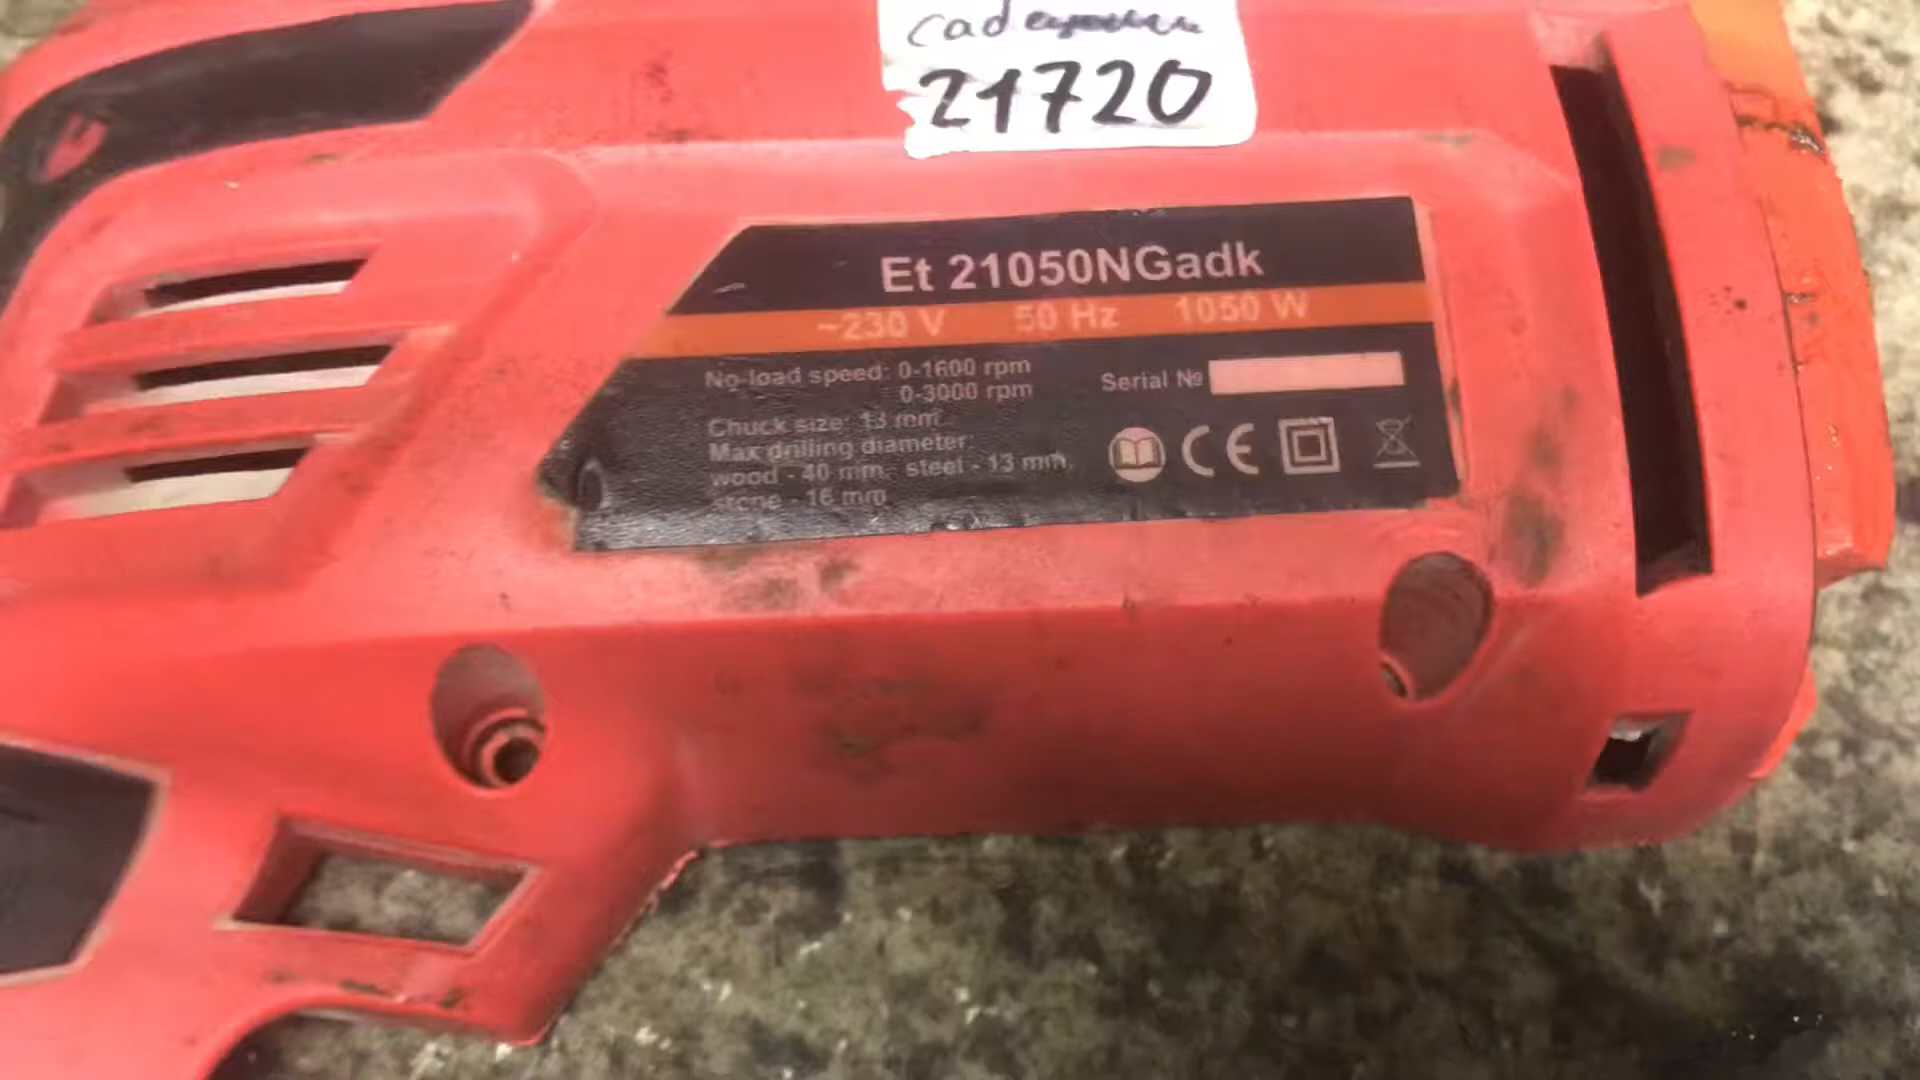 21720
Et 21050NGadk
~230 V 50 Hz 1050 W
No-load speed: 0-1600 rpm
0-3000 rpm
Chuck size: 13 mm
Max drilling diameter:
wood - 40 mm, steel - 13 mm,
stone - 16 mm
Serial №
CE